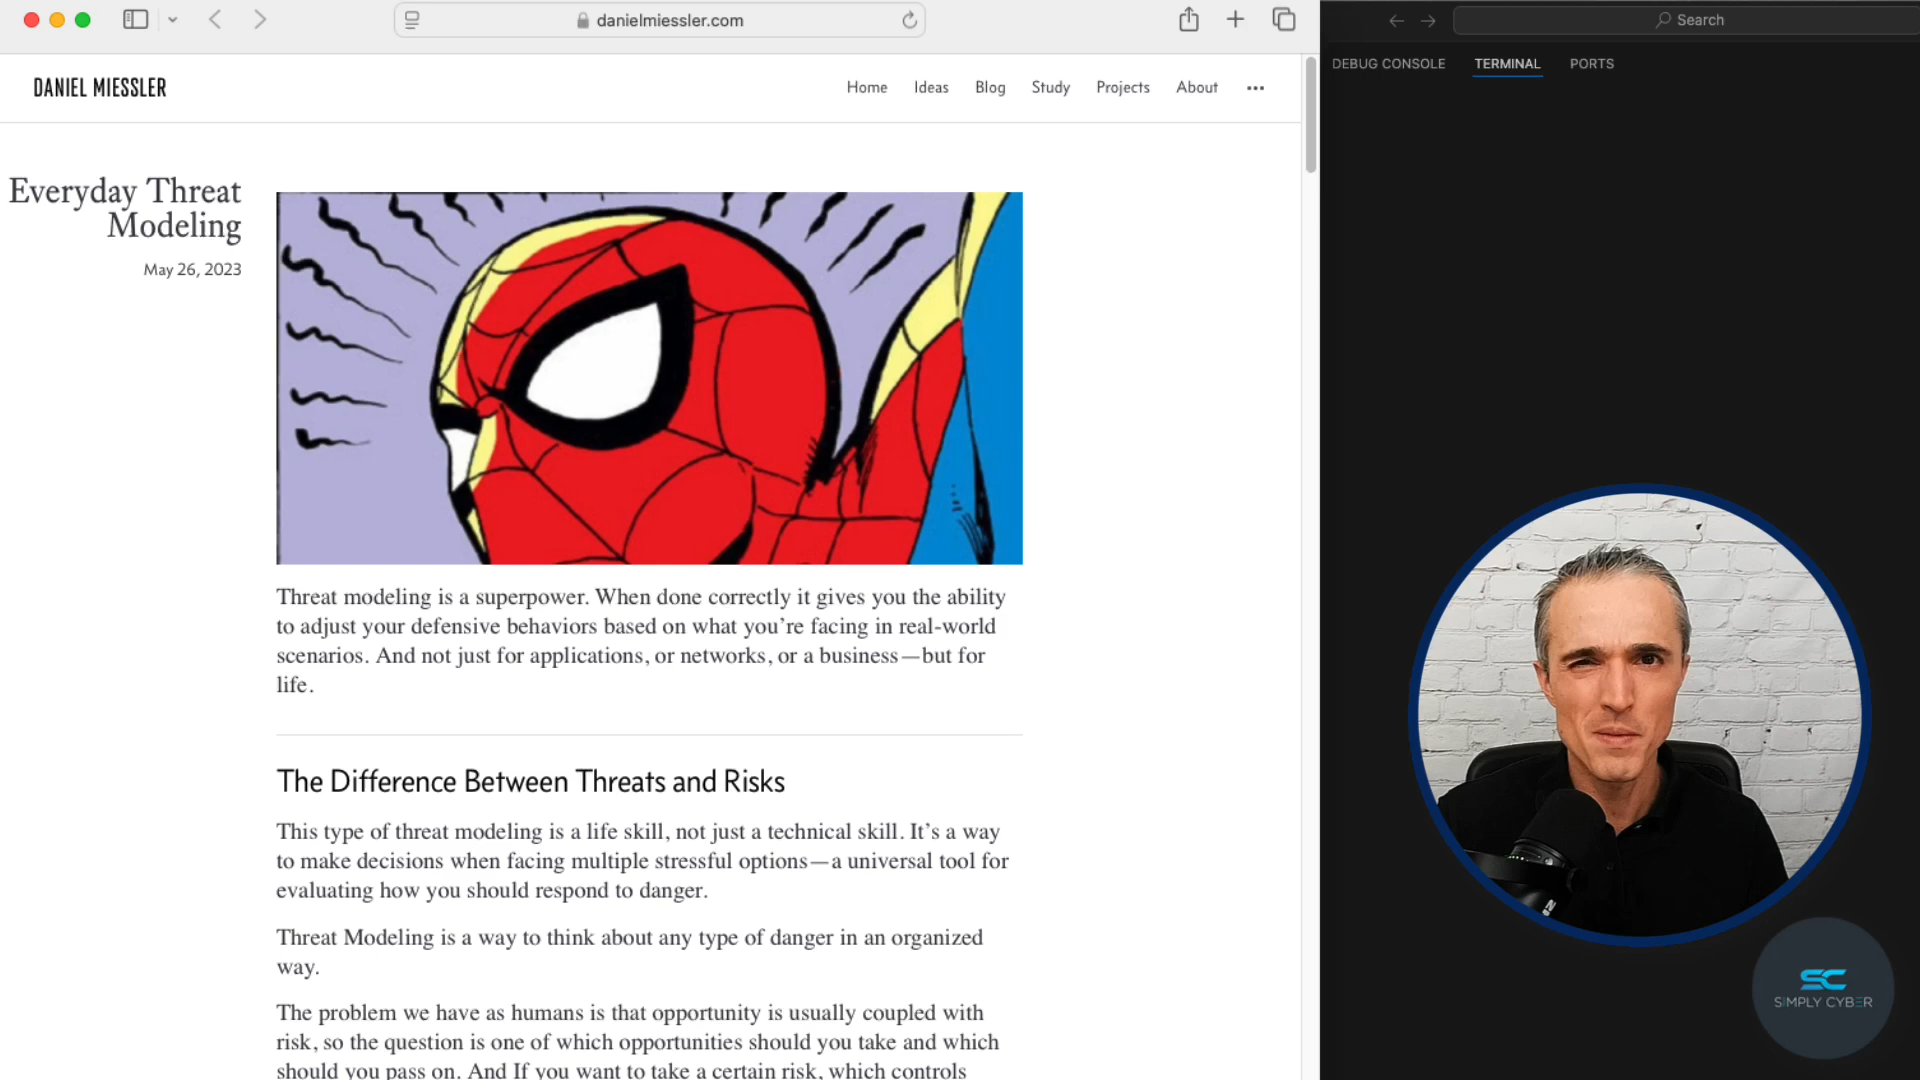 danielmiessler.com
Search
DEBUG CONSOLE TERMINAL PORTS
DANIEL MIESSLER
Home Ideas Blog Study Projects About •••
Everyday Threat
Modeling
May 26, 2023
Threat modeling is a superpower. When done correctly it gives you the ability
to adjust your defensive behaviors based on what you’re facing in real-world
scenarios. And not just for applications, or networks, or a business—but for
life.
The Difference Between Threats and Risks
This type of threat modeling is a life skill, not just a technical skill. It’s a way
to make decisions when facing multiple stressful options—a universal tool for
evaluating how you should respond to danger.
Threat Modeling is a way to think about any type of danger in an organized
way.
The problem we have as humans is that opportunity is usually coupled with
risk, so the question is one of which opportunities should you take and which
should you pass on. And If you want to take a certain risk, which controls
SC
SIMPLY CYBER